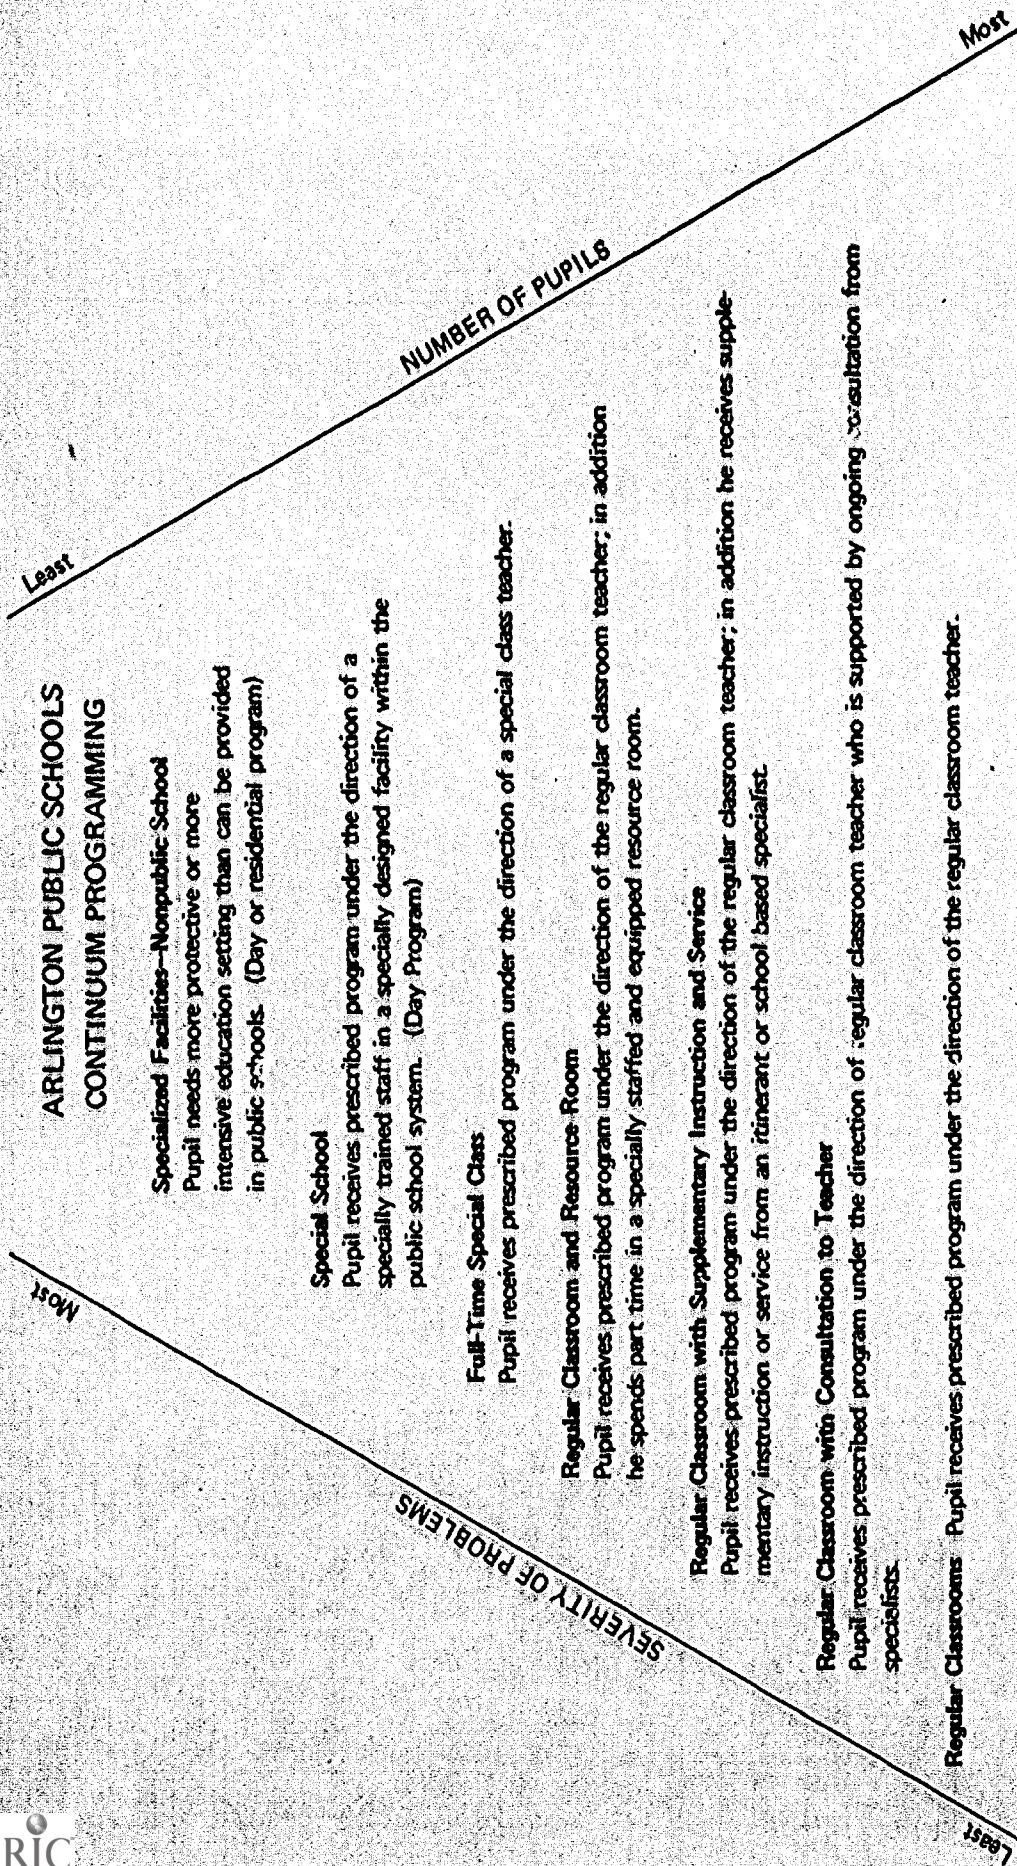 ARLINGTON PUBLIC SCHOOLS
CONTINUUM PROGRAMMING
Most
SEVERITY OF PROBLEMS
Least
Least
NUMBER OF PUPILS
Most
Specialized Facilities--Nonpublic School
Pupil needs more protective or more
intensive education setting than can be provided
in public schools. (Day or residential program)
Special School
Pupil receives prescribed program under the direction of a
specially trained staff in a specially designed facility within the
public school system. (Day Program)
Full-Time Special Class
Pupil receives prescribed program under the direction of a special class teacher.
Regular Classroom and Resource Room
Pupil receives prescribed program under the direction of the regular classroom teacher; in addition
he spends part time in a specially staffed and equipped resource room.
Regular Classroom with Supplementary Instruction and Service
Pupil receives prescribed program under the direction of the regular classroom teacher; in addition he receives supple-
mentary instruction or service from an itinerant or school based specialist.
Regular Classroom with Consultation to Teacher
Pupil receives prescribed program under the direction of regular classroom teacher who is supported by ongoing consultation from
specialists.
Regular Classrooms Pupil receives prescribed program under the direction of the regular classroom teacher.
RIC